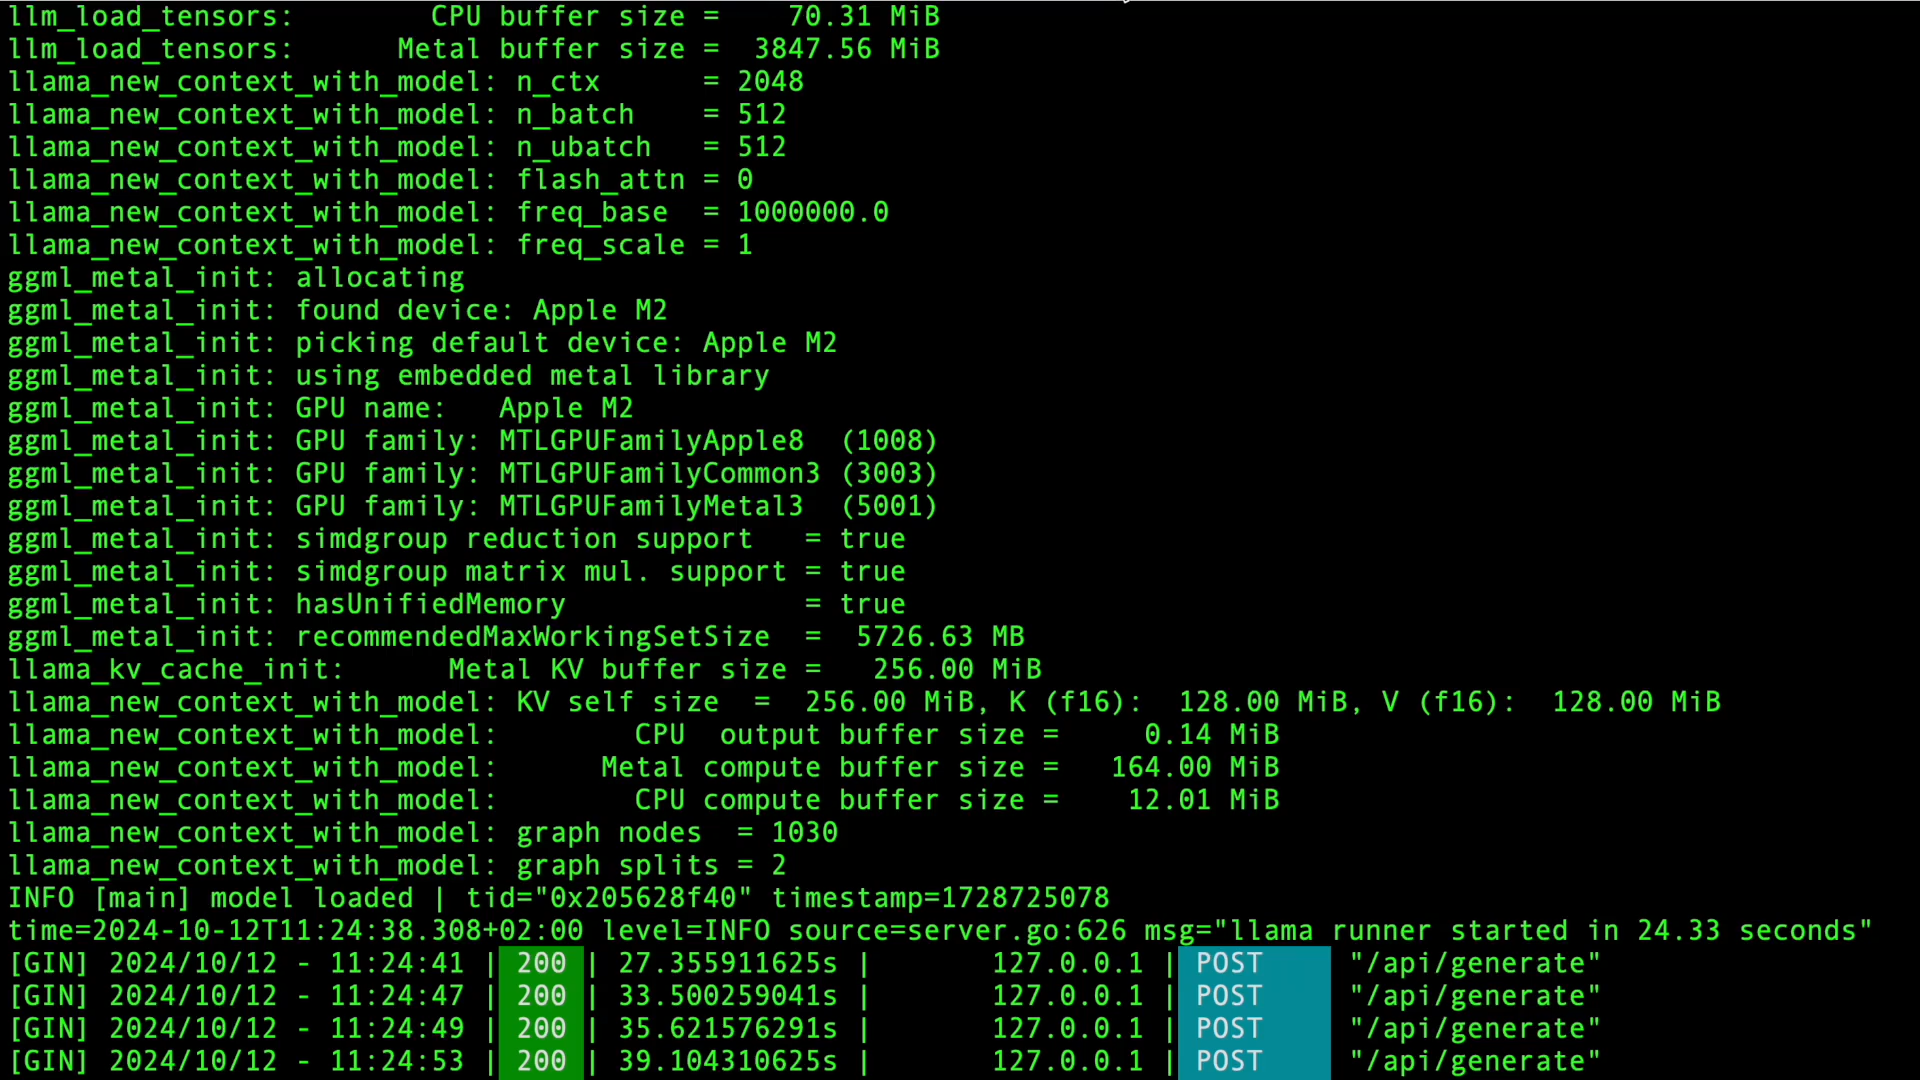 llm_load_tensors:        CPU buffer size =    70.31 MiB
llm_load_tensors:      Metal buffer size =  3847.56 MiB
llama_new_context_with_model: n_ctx      = 2048
llama_new_context_with_model: n_batch    = 512
llama_new_context_with_model: n_ubatch   = 512
llama_new_context_with_model: flash_attn = 0
llama_new_context_with_model: freq_base  = 1000000.0
llama_new_context_with_model: freq_scale = 1
ggml_metal_init: allocating
ggml_metal_init: found device: Apple M2
ggml_metal_init: picking default device: Apple M2
ggml_metal_init: using embedded metal library
ggml_metal_init: GPU name:   Apple M2
ggml_metal_init: GPU family: MTLGPUFamilyApple8  (1008)
ggml_metal_init: GPU family: MTLGPUFamilyCommon3 (3003)
ggml_metal_init: GPU family: MTLGPUFamilyMetal3  (5001)
ggml_metal_init: simdgroup reduction support   = true
ggml_metal_init: simdgroup matrix mul. support = true
ggml_metal_init: hasUnifiedMemory              = true
ggml_metal_init: recommendedMaxWorkingSetSize  =  5726.63 MB
llama_kv_cache_init:      Metal KV buffer size =   256.00 MiB
llama_new_context_with_model: KV self size  =  256.00 MiB, K (f16):  128.00 MiB, V (f16):  128.00 MiB
llama_new_context_with_model:        CPU  output buffer size =     0.14 MiB
llama_new_context_with_model:      Metal compute buffer size =   164.00 MiB
llama_new_context_with_model:        CPU compute buffer size =    12.01 MiB
llama_new_context_with_model: graph nodes  = 1030
llama_new_context_with_model: graph splits = 2
INFO [main] model loaded | tid="0x205628f40" timestamp=1728725078
time=2024-10-12T11:24:38.308+02:00 level=INFO source=server.go:626 msg="llama runner started in 24.33 seconds"
[GIN] 2024/10/12 - 11:24:41 | 200 | 27.355911625s |       127.0.0.1 | POST     "/api/generate"
[GIN] 2024/10/12 - 11:24:47 | 200 | 33.500259041s |       127.0.0.1 | POST     "/api/generate"
[GIN] 2024/10/12 - 11:24:49 | 200 | 35.621576291s |       127.0.0.1 | POST     "/api/generate"
[GIN] 2024/10/12 - 11:24:53 | 200 | 39.104310625s |       127.0.0.1 | POST     "/api/generate"